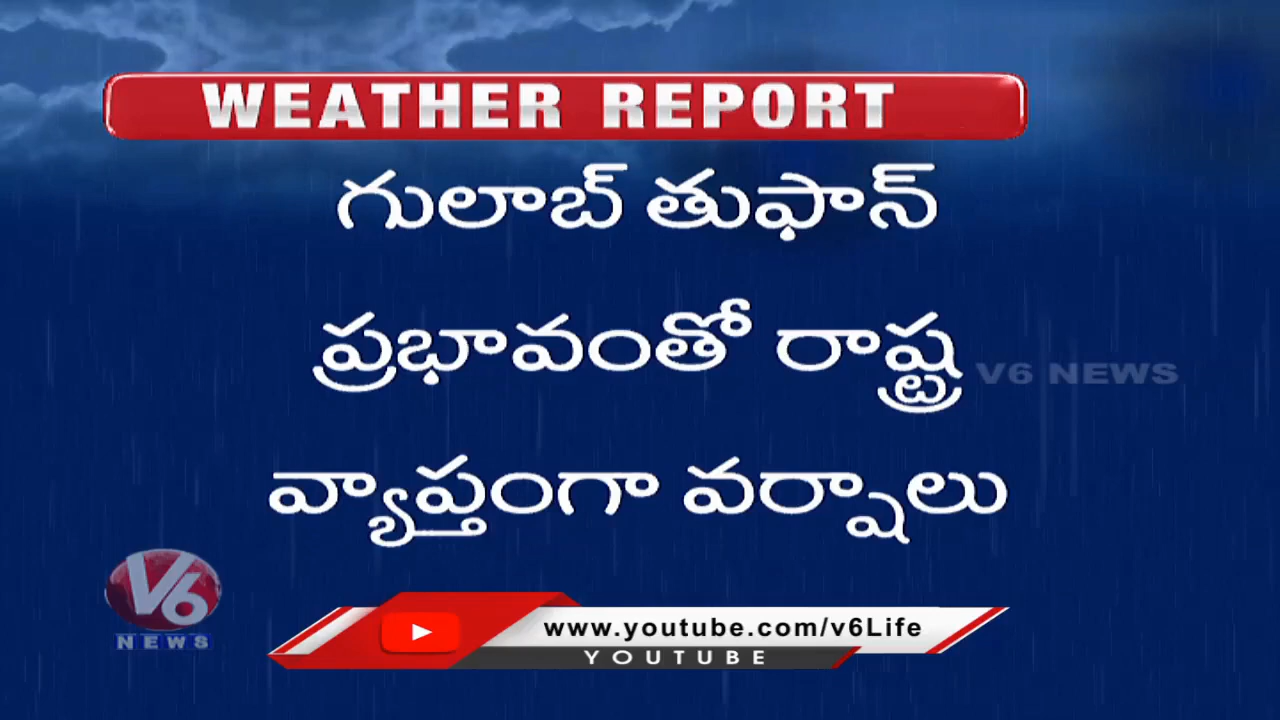 WEATHER REPORT
గులాబ్ తుఫాన్
ప్రభావంతో రాష్ట్ర
V6 NEWS
వ్యాప్తంగా వర్షాలు
V6
NEWS
www.youtube.com/v6Life
YOUTUBE